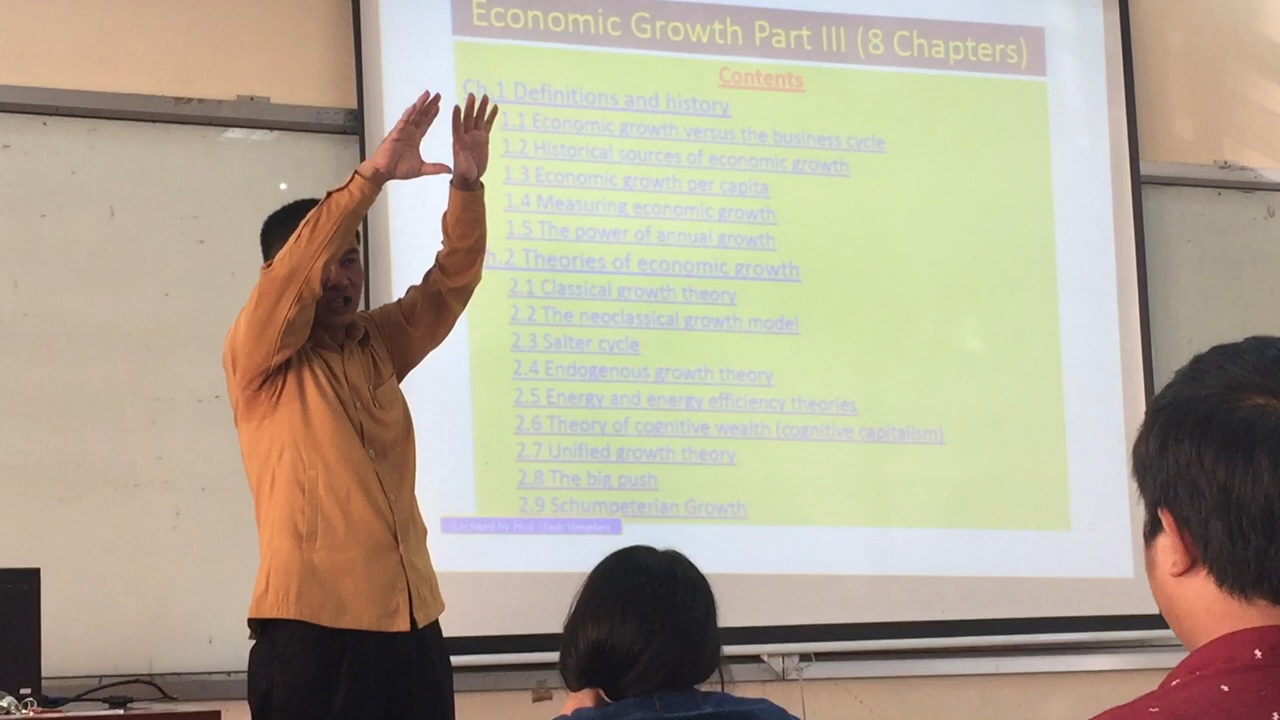 Economic Growth Part III (8 Chapters)
Contents
Ch.1 Definitions and history
1.1 Economic growth versus the business cycle
1.2 Historical sources of economic growth
1.3 Economic growth per capita
1.4 Measuring economic growth
1.5 The power of annual growth
.2 Theories of economic growth
2.1 Classical growth theory
2.2 The neoclassical growth model
2.3 Salter cycle
2.4 Endogenous growth theory
2.5 Energy and energy efficiency theories
2.6 Theory of cognitive wealth (cognitive capitalism)
2.7 Unified growth theory
2.8 The big push
2.9 Schumpeterian Growth
by Prof.